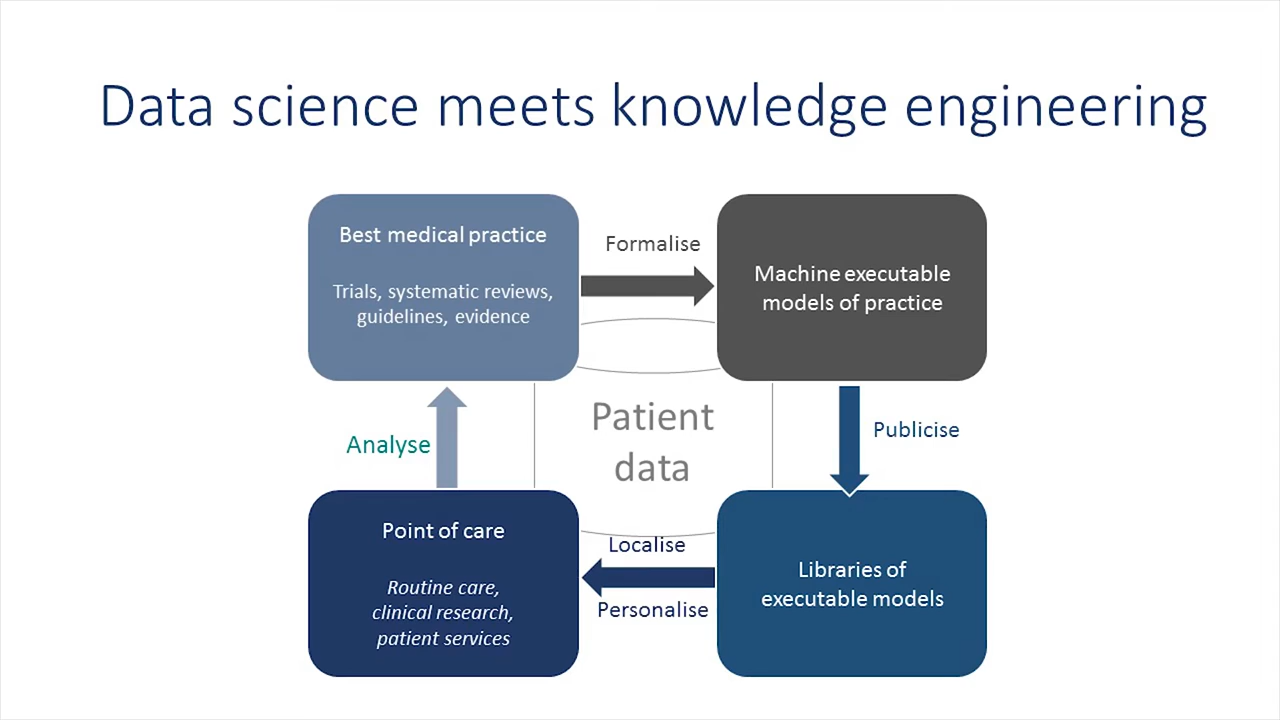 Data science meets knowledge engineering
Best medical practice
Trials, systematic reviews,
guidelines, evidence
Formalise
Machine executable
models of practice
Analyse
Patient
data
Publicise
Point of care
Routine care,
clinical research,
patient services
Localise
Personalise
Libraries of
executable models